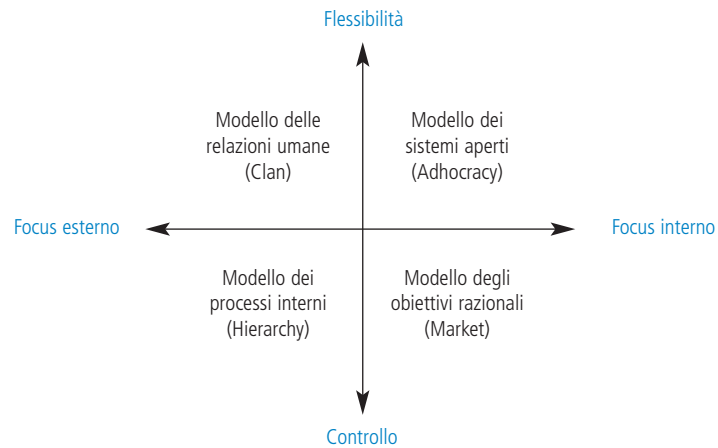 Flessibilità
Modello delle
relazioni umane
(Clan)
Modello dei
sistemi aperti
(Adhocracy)
Focus esterno
Focus interno
Modello dei
processi interni
(Hierarchy)
Modello degli
obiettivi razionali
(Market)
Controllo